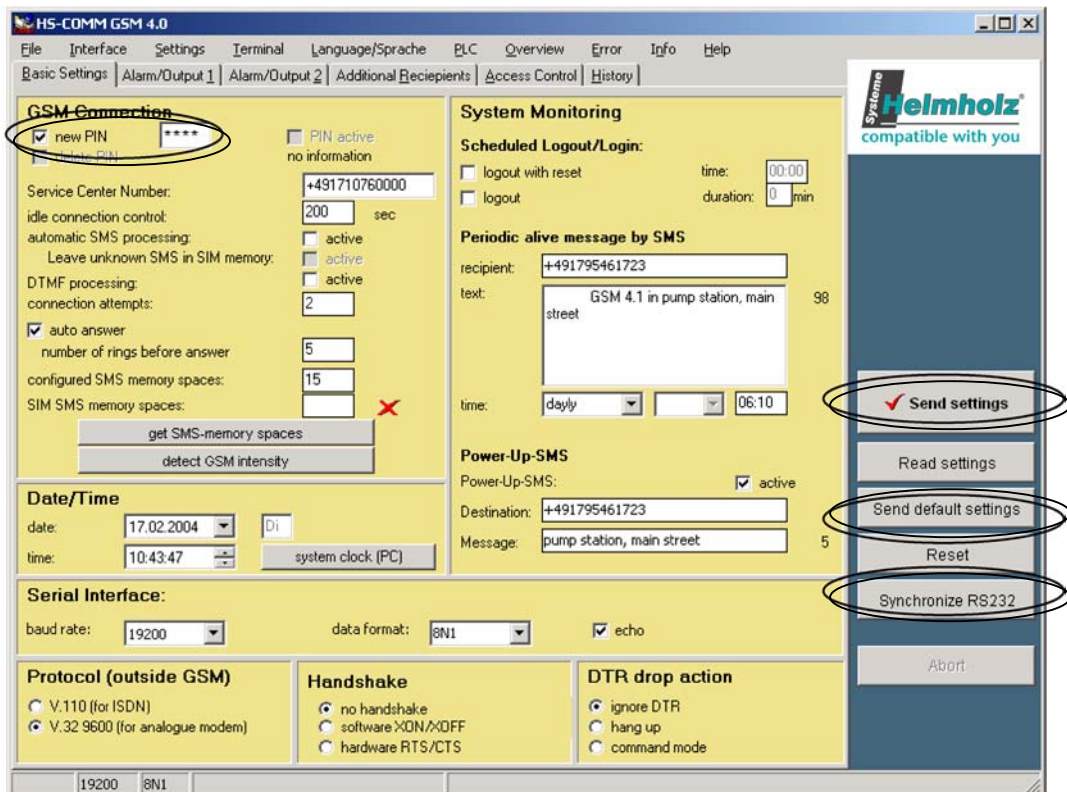 HS-COMM GSM 4.0
File Interface Settings Terminal Language/Sprache PLC Overview Error Info Help
Basic Settings Alarm/Output 1 Alarm/Output 2 Additional Reciepients Access Control History
GSM Connection
new PIN ****
PIN active
delete PIN
no information
Service Center Number: +491710760000
idle connection control: 200 sec
automatic SMS processing: active
Leave unknown SMS in SIM memory: active
DTMF processing: active
connection attempts: 2
auto answer
number of rings before answer 5
configured SMS memory spaces: 15
SIM SMS memory spaces:
get SMS-memory spaces
detect GSM intensity
Date/Time
date: 17.02.2004 Di
time: 10:43:47 system clock (PC)
System Monitoring
Scheduled Logout/Login:
logout with reset time: 00:00
logout duration: 0 min
Periodic alive message by SMS
recipient: +491795461723
text: GSM 4.1 in pump station, main 98
street
time: dayly 06:10
Power-Up-SMS
Power-Up-SMS: active
Destination: +491795461723
Message: pump station, main street 5
Serial Interface:
baud rate: 19200 data format: 8N1 echo
Protocol (outside GSM)
V.110 (for ISDN)
V.32 9600 (for analogue modem)
Handshake
no handshake
software XON/XOFF
hardware RTS/CTS
DTR drop action
ignore DTR
hang up
command mode
Systeme Helmholz
compatible with you
Send settings
Read settings
Send default settings
Reset
Synchronize RS232
Abort
19200 8N1